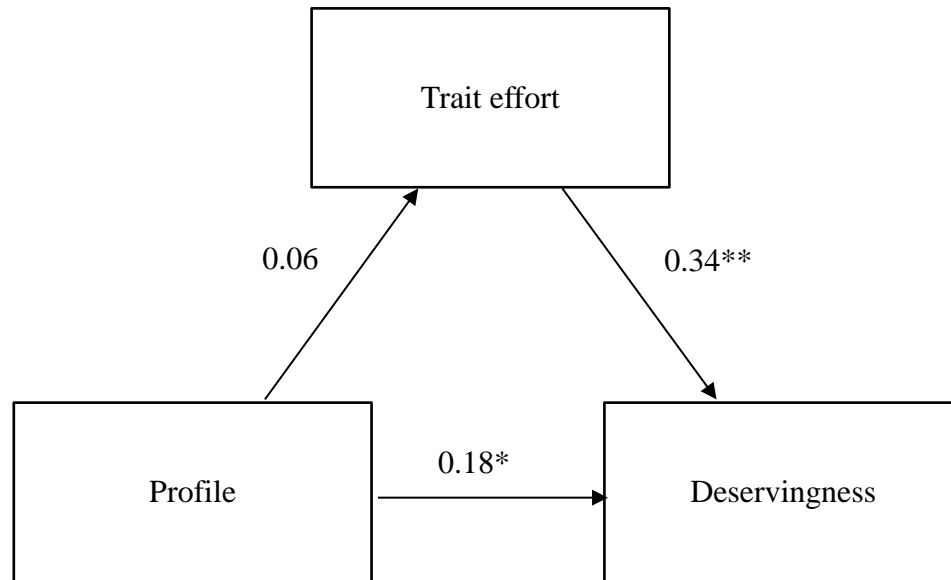 Trait effort
0.06
0.34**
0.18*
Profile
Deservingness